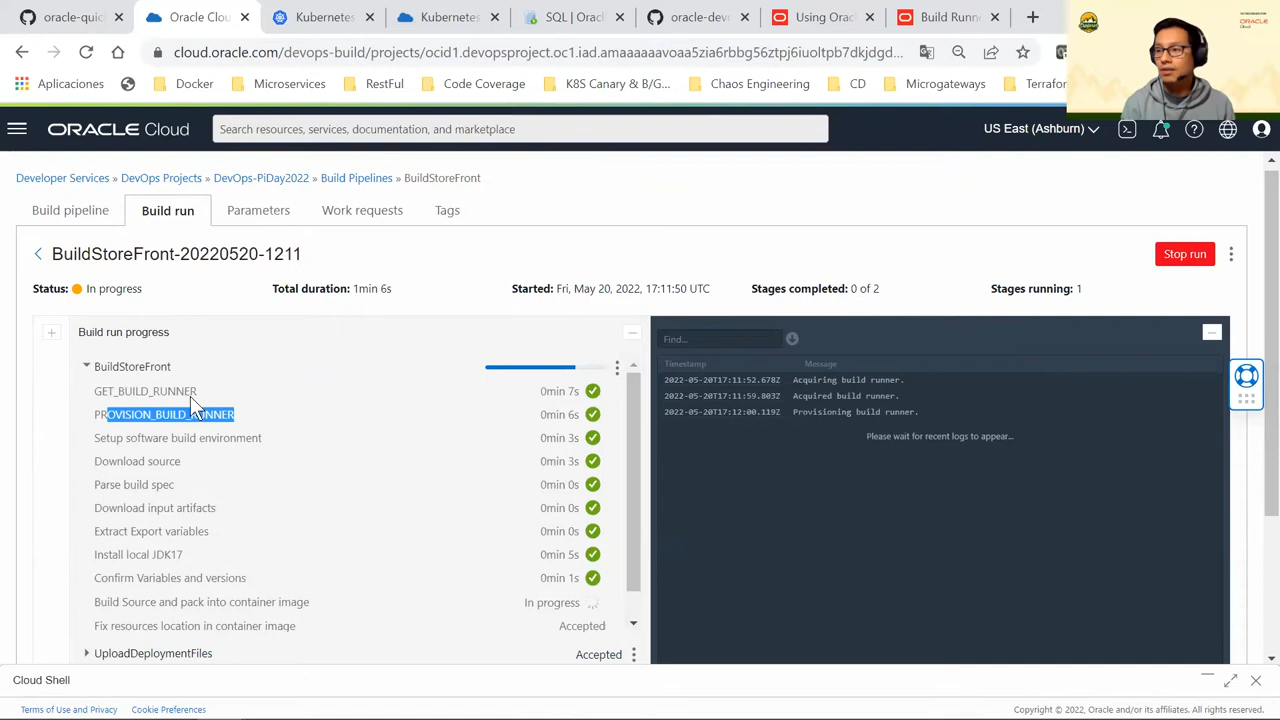 oracle-quic
Oracle Clou
Kubernetes
Kubernetes
Oracl
oracle-dev
Using Orac
Build Runn
cloud.oracle.com/devops-build/projects/ocid1.devopsproject.oc1.iad.amaaaaaavoaa5zia6rbbg56ztpj6iuoltpb7dkjdgd...
Aplicaciones
Docker
Microservices
RestFul
Code Coverage
K8S Canary & B/G...
Chaos Engineering
CD
Microgateways
Terrafor
ORACLE Cloud
Search resources, services, documentation, and marketplace
US East (Ashburn)
Developer Services » DevOps Projects » DevOps-PiDay2022 » Build Pipelines » BuildStoreFront
Build pipeline
Build run
Parameters
Work requests
Tags
BuildStoreFront-20220520-1211
Stop run
Status: In progress
Total duration: 1min 6s
Started: Fri, May 20, 2022, 17:11:50 UTC
Stages completed: 0 of 2
Stages running: 1
Build run progress
BuildStoreFront
GET_BUILD_RUNNER 0min 7s
PROVISION_BUILD_RUNNER 0min 6s
Setup software build environment 0min 3s
Download source 0min 3s
Parse build spec 0min 0s
Download input artifacts 0min 0s
Extract Export variables 0min 0s
Install local JDK17 0min 5s
Confirm Variables and versions 0min 1s
Build Source and pack into container image In progress
Fix resources location in container image Accepted
UploadDeploymentFiles Accepted
Find...
Timestamp Message
2022-05-20T17:11:52.678Z Acquiring build runner.
2022-05-20T17:11:59.803Z Acquired build runner.
2022-05-20T17:12:00.119Z Provisioning build runner.
Please wait for recent logs to appear...
Cloud Shell
Terms of Use and Privacy
Cookie Preferences
Copyright © 2022, Oracle and/or its affiliates. All rights reserved.